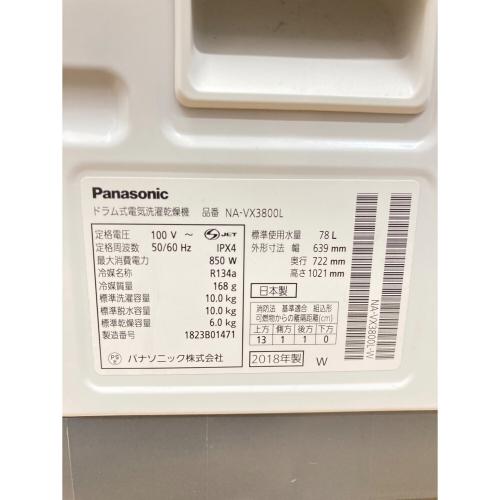 Panasonic
ドラム式電気洗濯乾燥機 品番 NA-VX3800L
定格電圧 100 V ～ S JET
定格周波数 50/60 Hz IPX4
最大消費電力 850 W
冷媒名称 R134a
冷媒質量 168 g
標準洗濯容量 10.0 kg
標準脱水容量 10.0 kg
標準乾燥容量 6.0 kg
製造番号 1823B01471
PS E パナソニック株式会社
標準使用水量 78 L
外形寸法 幅 639 mm
奥行 722 mm
高さ 1021 mm
日本製
消防法 基準適合 組込形
可燃物からの離隔距離(cm)
上方 側方 後方 下方
13 1 1 0
2018年製 W
NA-VX3800L-W